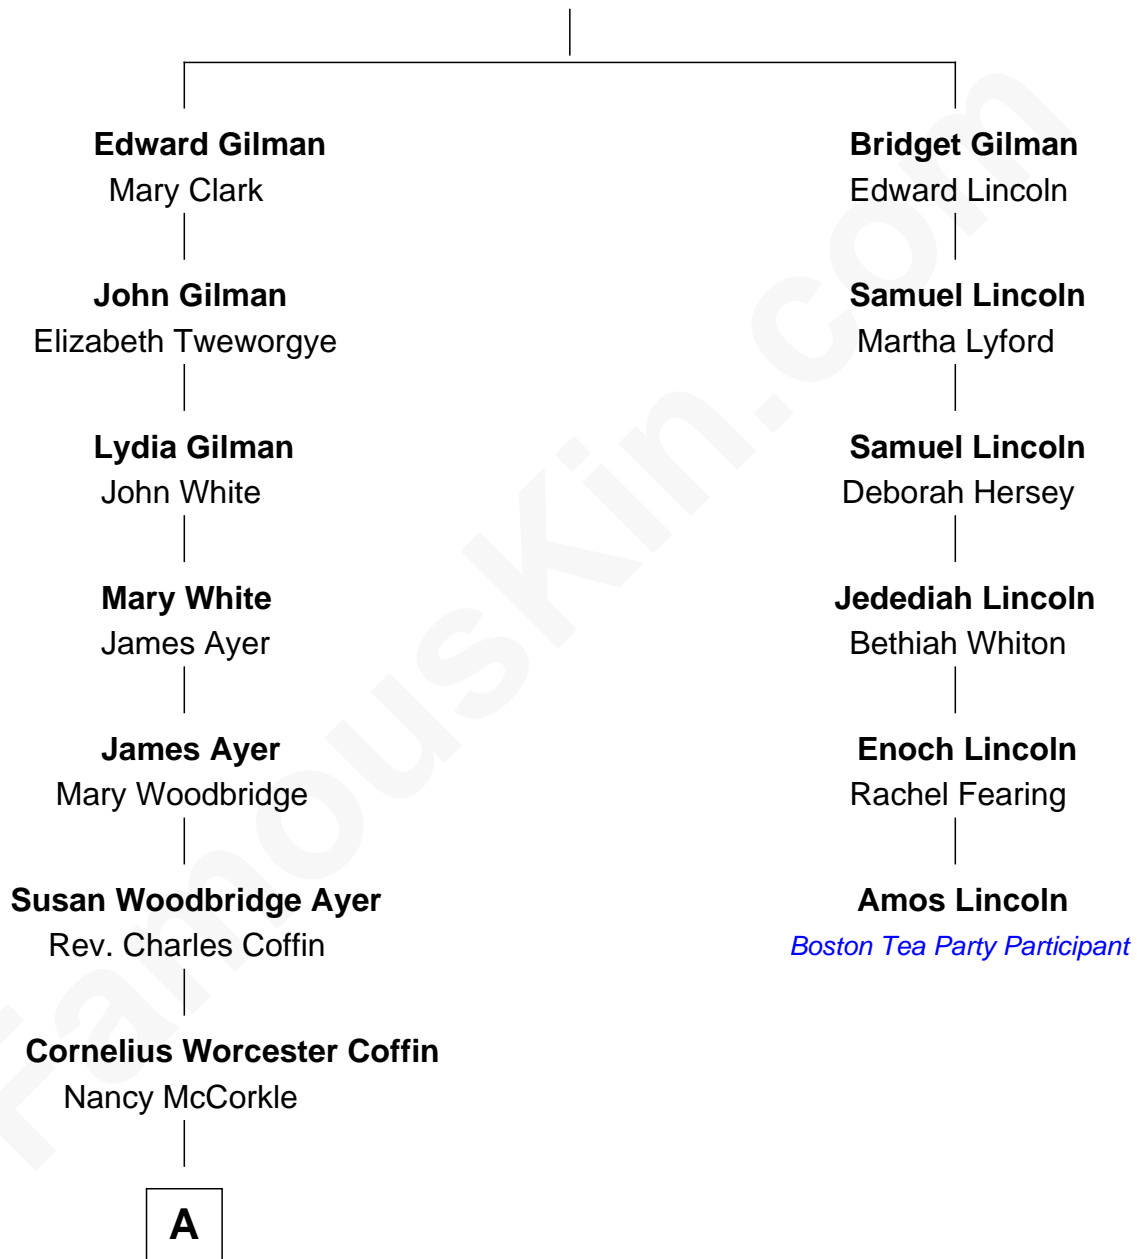 Edward Gilman
Mary Clark
John Gilman
Elizabeth Tweworgye
Lydia Gilman
John White
Mary White
James Ayer
James Ayer
Mary Woodbridge
Susan Woodbridge Ayer
Rev. Charles Coffin
Cornelius Worcester Coffin
Nancy McCorkle
A
Bridget Gilman
Edward Lincoln
Samuel Lincoln
Martha Lyford
Samuel Lincoln
Deborah Hersey
Jedediah Lincoln
Bethiah Whiton
Enoch Lincoln
Rachel Fearing
Amos Lincoln
Boston Tea Party Participant
FamousKin.com